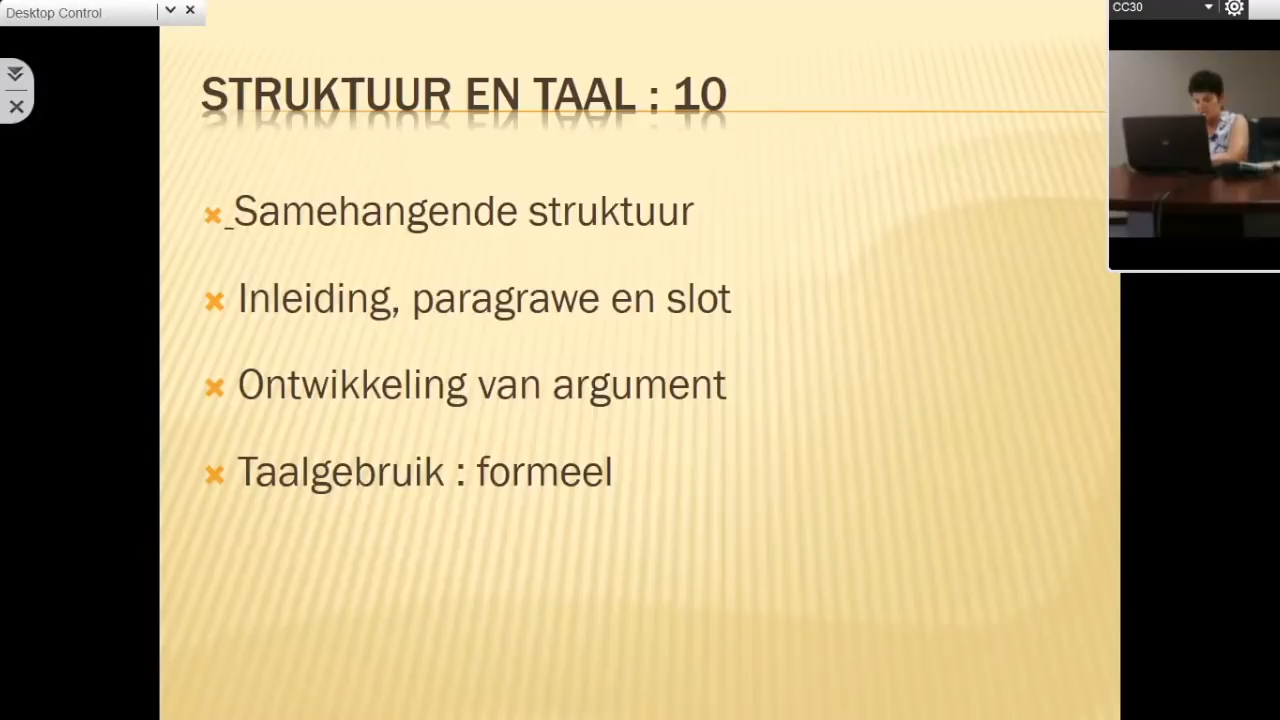 Desktop Control
CC30
STRUKTUUR EN TAAL : 10
Samehangende struktuur
Inleiding, paragrawe en slot
Ontwikkeling van argument
Taalgebruik : formeel